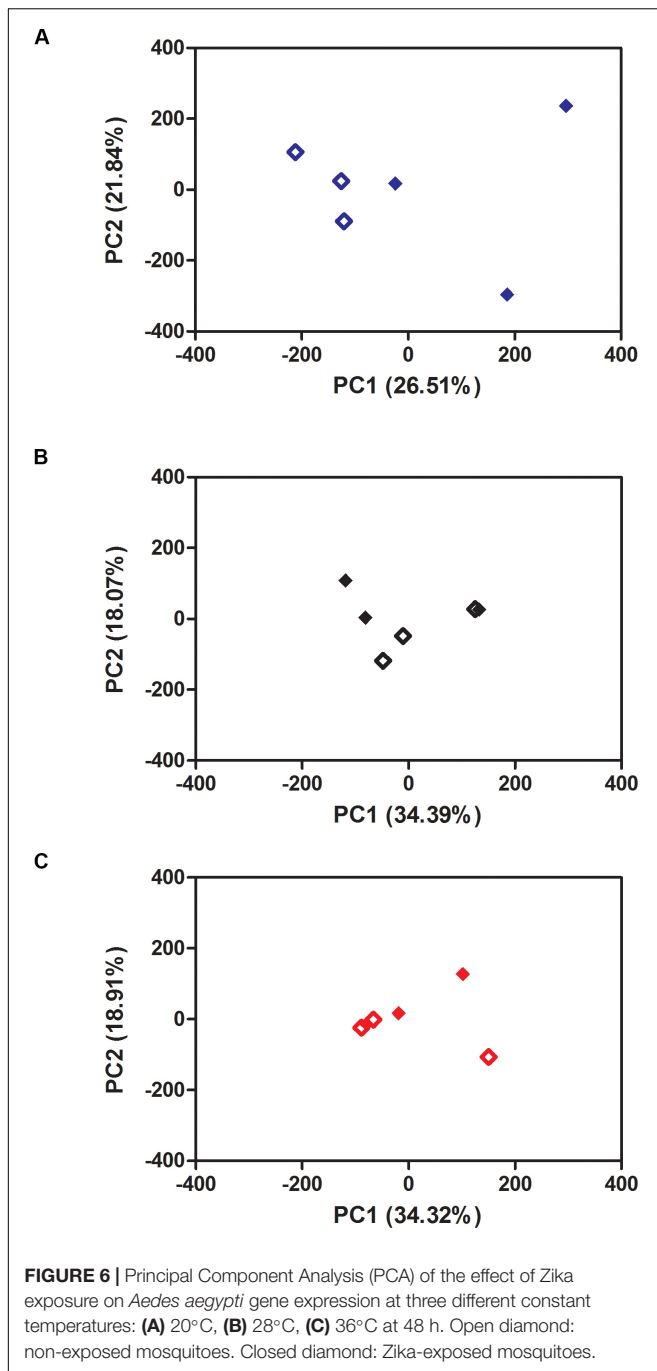 A
400
200
0
-200
-400
PC2 (21.84%)
-400 -200 0 200 400
PC1 (26.51%)
B
400
200
0
-200
-400
PC2 (18.07%)
-400 -200 0 200 400
PC1 (34.39%)
C
400
200
0
-200
-400
PC2 (18.91%)
-400 -200 0 200 400
PC1 (34.32%)
FIGURE 6 | Principal Component Analysis (PCA) of the effect of Zika
exposure on Aedes aegypti gene expression at three different constant
temperatures: (A) 20°C, (B) 28°C, (C) 36°C at 48 h. Open diamond:
non-exposed mosquitoes. Closed diamond: Zika-exposed mosquitoes.